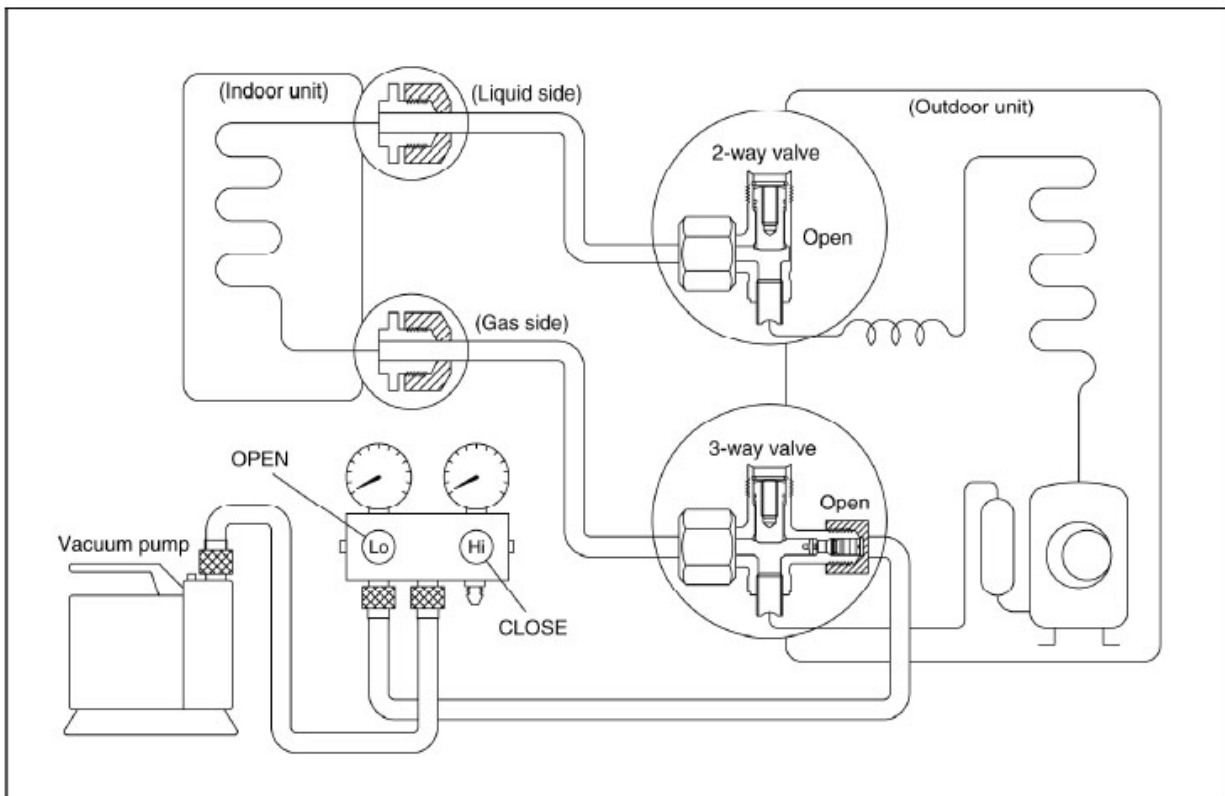 (Indoor unit)
(Liquid side)
(Outdoor unit)
2-way valve
Open
(Gas side)
3-way valve
Open
OPEN
Lo
Hi
Vacuum pump
CLOSE